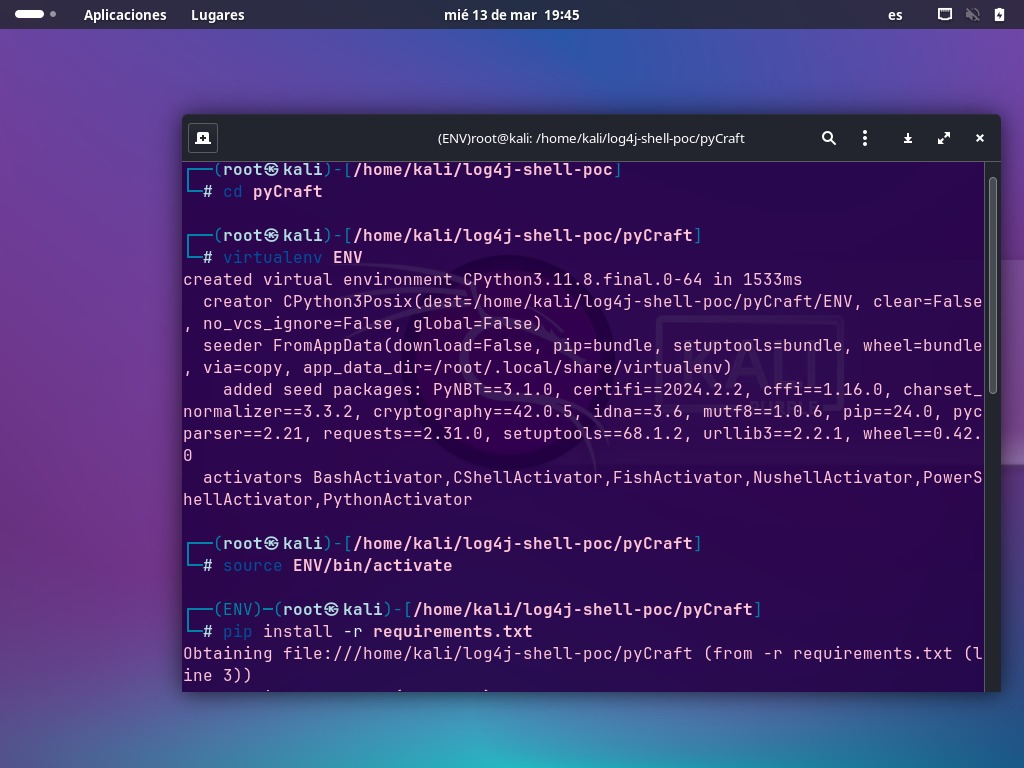 Aplicaciones Lugares mié 13 de mar 19:45 es
(ENV)root@kali: /home/kali/log4j-shell-poc/pyCraft
┌──(root㉿kali)-[/home/kali/log4j-shell-poc]
└─# cd pyCraft
┌──(root㉿kali)-[/home/kali/log4j-shell-poc/pyCraft]
└─# virtualenv ENV
created virtual environment CPython3.11.8.final.0-64 in 1533ms
creator CPython3Posix(dest=/home/kali/log4j-shell-poc/pyCraft/ENV, clear=False
, no_vcs_ignore=False, global=False)
seeder FromAppData(download=False, pip=bundle, setuptools=bundle, wheel=bundle
, via=copy, app_data_dir=/root/.local/share/virtualenv)
added seed packages: PyNBT==3.1.0, certifi==2024.2.2, cffi==1.16.0, charset_
normalizer==3.3.2, cryptography==42.0.5, idna==3.6, mutf8==1.0.6, pip==24.0, pyc
parser==2.21, requests==2.31.0, setuptools==68.1.2, urllib3==2.2.1, wheel==0.42.
0
activators BashActivator,CShellActivator,FishActivator,NushellActivator,PowerS
hellActivator,PythonActivator
┌──(root㉿kali)-[/home/kali/log4j-shell-poc/pyCraft]
└─# source ENV/bin/activate
┌──(ENV)─(root㉿kali)-[/home/kali/log4j-shell-poc/pyCraft]
└─# pip install -r requirements.txt
Obtaining file:///home/kali/log4j-shell-poc/pyCraft (from -r requirements.txt (l
ine 3))
KALI